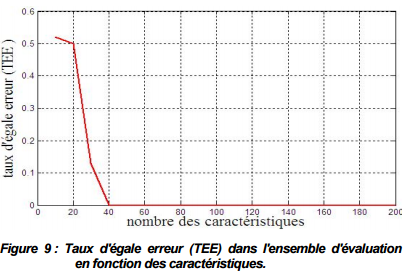 0.6
0.5
0.4
0.3
0.2
0.1
0
taux d'égale erreur (TEE )
0 20 40 60 80 100 120 140 160 180 200
nombre des caractéristiques
Figure 9 : Taux d'égale erreur (TEE) dans l'ensemble d'évaluation
en fonction des caractéristiques.